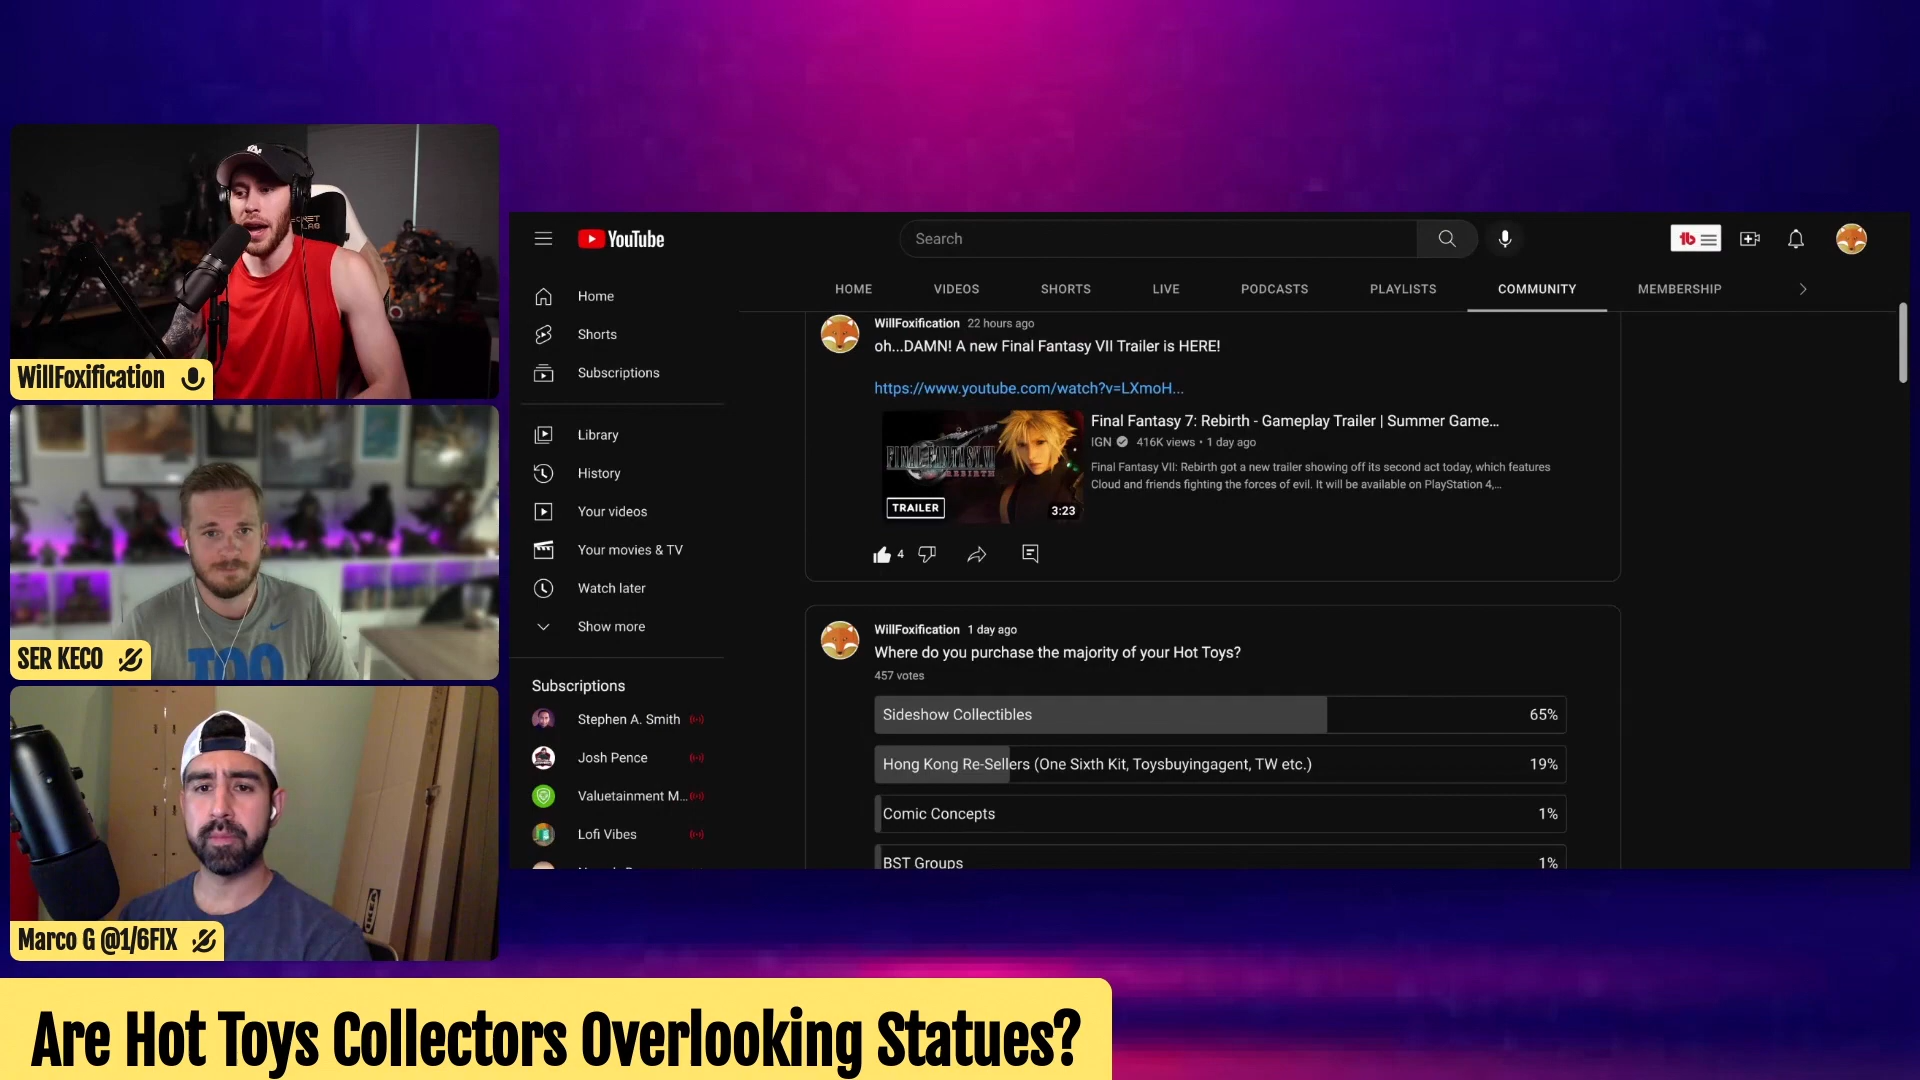 WillFoxification
SER KECO
TOO
Marco G @1/6FIX
IKEA
YouTube
Search
Home
Shorts
Subscriptions
Library
History
Your videos
Your movies & TV
Watch later
Show more
Subscriptions
Stephen A. Smith
Josh Pence
Valuetainment M...
Lofi Vibes
HOME
VIDEOS
SHORTS
LIVE
PODCASTS
PLAYLISTS
COMMUNITY
MEMBERSHIP
WillFoxification 22 hours ago
oh...DAMN! A new Final Fantasy VII Trailer is HERE!
https://www.youtube.com/watch?v=LXmoH...
FINAL FANTASY VII
REBIRTH
TRAILER
3:23
Final Fantasy 7: Rebirth - Gameplay Trailer | Summer Game...
IGN 416K views • 1 day ago
Final Fantasy VII: Rebirth got a new trailer showing off its second act today, which features
Cloud and friends fighting the forces of evil. It will be available on PlayStation 4,...
4
WillFoxification 1 day ago
Where do you purchase the majority of your Hot Toys?
457 votes
Sideshow Collectibles 65%
Hong Kong Re-Sellers (One Sixth Kit, Toysbuyingagent, TW etc.) 19%
Comic Concepts 1%
BST Groups 1%
Are Hot Toys Collectors Overlooking Statues?